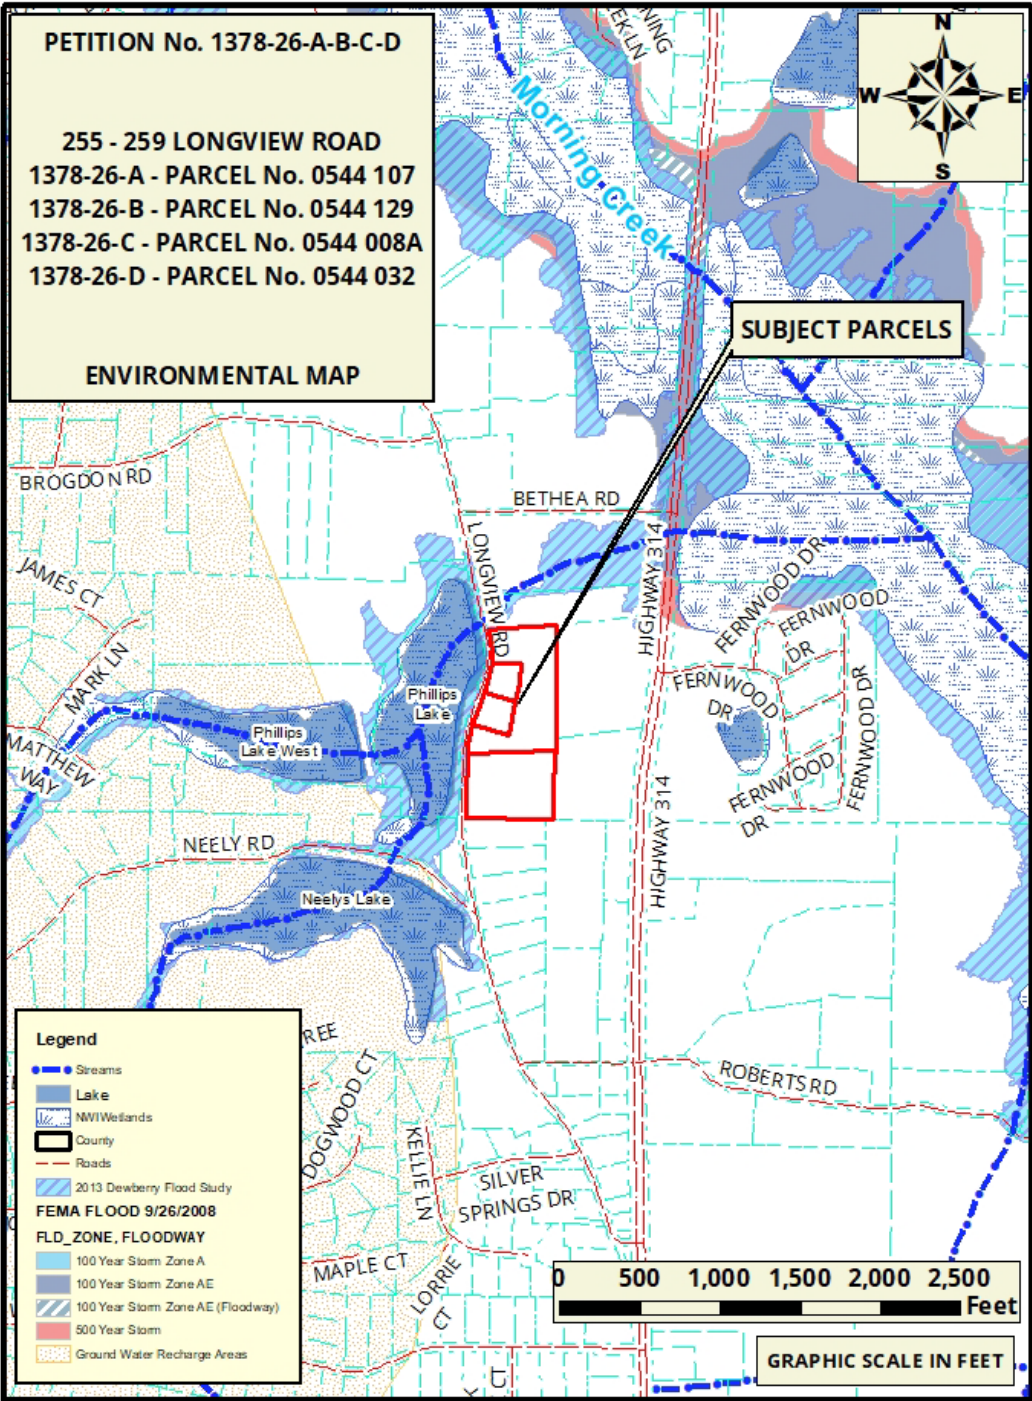 PETITION No. 1378-26-A-B-C-D
255 - 259 LONGVIEW ROAD
1378-26-A - PARCEL No. 0544 107
1378-26-B - PARCEL No. 0544 129
1378-26-C - PARCEL No. 0544 008A
1378-26-D - PARCEL No. 0544 032
ENVIRONMENTAL MAP
N
W
E
S
Morning Creek
SUBJECT PARCELS
BROGDON RD
BETHEA RD
LONGVIEW RD
HIGHWAY 314
JAMES CT
MARK LN
MATTHEW
WAY
FERNWOOD DR
FERNWOOD
DR
FERNWOOD
DR
FERNWOOD DR
FERNWOOD
DR
Phillips
Lake
Phillips
Lake West
NEELY RD
Neelys Lake
HIGHWAY 314
ROBERTS RD
DOGWOOD CT
KELLIE LN
SILVER
SPRINGS DR
MAPLE CT
LORRIE
CT
CT
Legend
Streams
Lake
NWI Wetlands
County
Roads
2013 Dewberry Flood Study
FEMA FLOOD 9/26/2008
FLD_ZONE, FLOODWAY
100 Year Storm Zone A
100 Year Storm Zone AE
100 Year Storm Zone AE (Floodway)
500 Year Storm
Ground Water Recharge Areas
0 500 1,000 1,500 2,000 2,500
Feet
GRAPHIC SCALE IN FEET